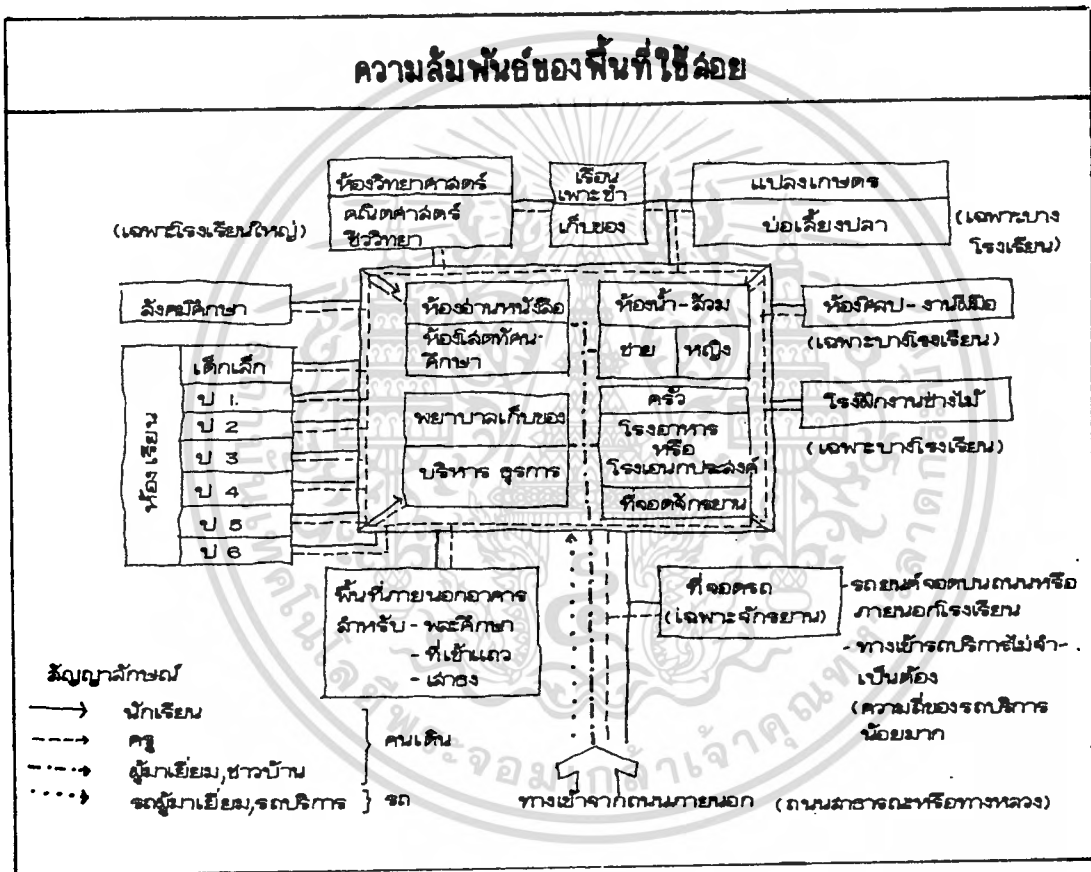 ความสัมพันธ์ของพื้นที่ใช้สอย
ห้องวิทยาศาสตร์
คณิตศาสตร์
ชีววิทยา
(เฉพาะโรงเรียนใหญ่)
เรือน
เพาะชำ
เก็บของ
แปลงเกษตร
บ่อเลี้ยงปลา
(เฉพาะบาง
โรงเรียน)
สังคมศึกษา
ห้องเรียน
เด็กเล็ก
ป 1.
ป 2
ป 3
ป 4
ป 5
ป 6
ห้องอ่านหนังสือ
ห้องโสตทัศน-
ศึกษา
ห้องน้ำ-ส้วม
ชาย
หญิง
พยาบาลเก็บของ
บริหาร ธุรการ
ครัว
โรงอาหาร
หรือ
โรงเอนกประสงค์
ที่จอดจักรยาน
ห้องศิลป-งานฝีมือ
(เฉพาะบางโรงเรียน)
โรงฝึกงานช่างไม้
(เฉพาะบางโรงเรียน)
พื้นที่ภายนอกอาคาร
สำหรับ - พละศึกษา
- ที่เข้าแถว
- เสาธง
ที่จอดรถ
(เฉพาะจักรยาน)
- รถยนต์จอดบนถนนหรือ
ภายนอกโรงเรียน
- ทางเข้ารถบริการไม่จำ-
เป็นต้อง
(ความถี่ของรถบริการ
น้อยมาก
สัญญาลักษณ์
นักเรียน
ครู
ผู้มาเยี่ยม,ชาวบ้าน
คนเดิน
รถผู้มาเยี่ยม,รถบริการ
รถ
ทางเข้าจากถนนภายนอก (ถนนสาธารณะหรือทางหลวง)